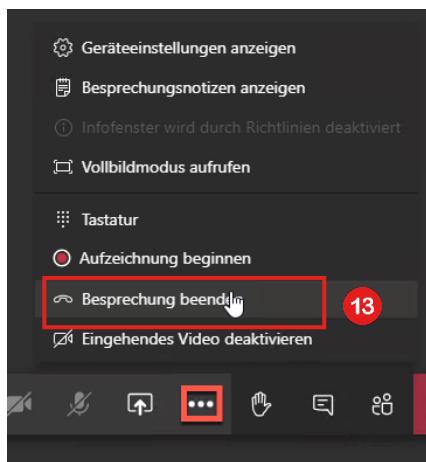 Geräteeinstellungen anzeigen
Besprechungsnotizen anzeigen
Infofenster wird durch Richtlinien deaktiviert
Vollbildmodus aufrufen
Tastatur
Aufzeichnung beginnen
Besprechung beenden
13
Eingehendes Video deaktivieren